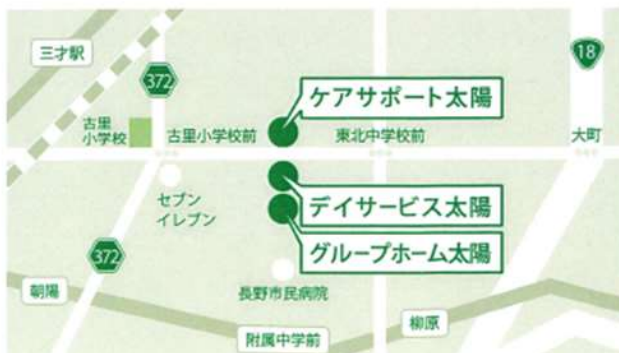 三才駅
372
18
ケアサポート太陽
古里
小学校
古里小学校前
東北中学校前
大町
セブン
イレブン
デイサービス太陽
グループホーム太陽
372
朝陽
長野市民病院
柳原
附属中学前